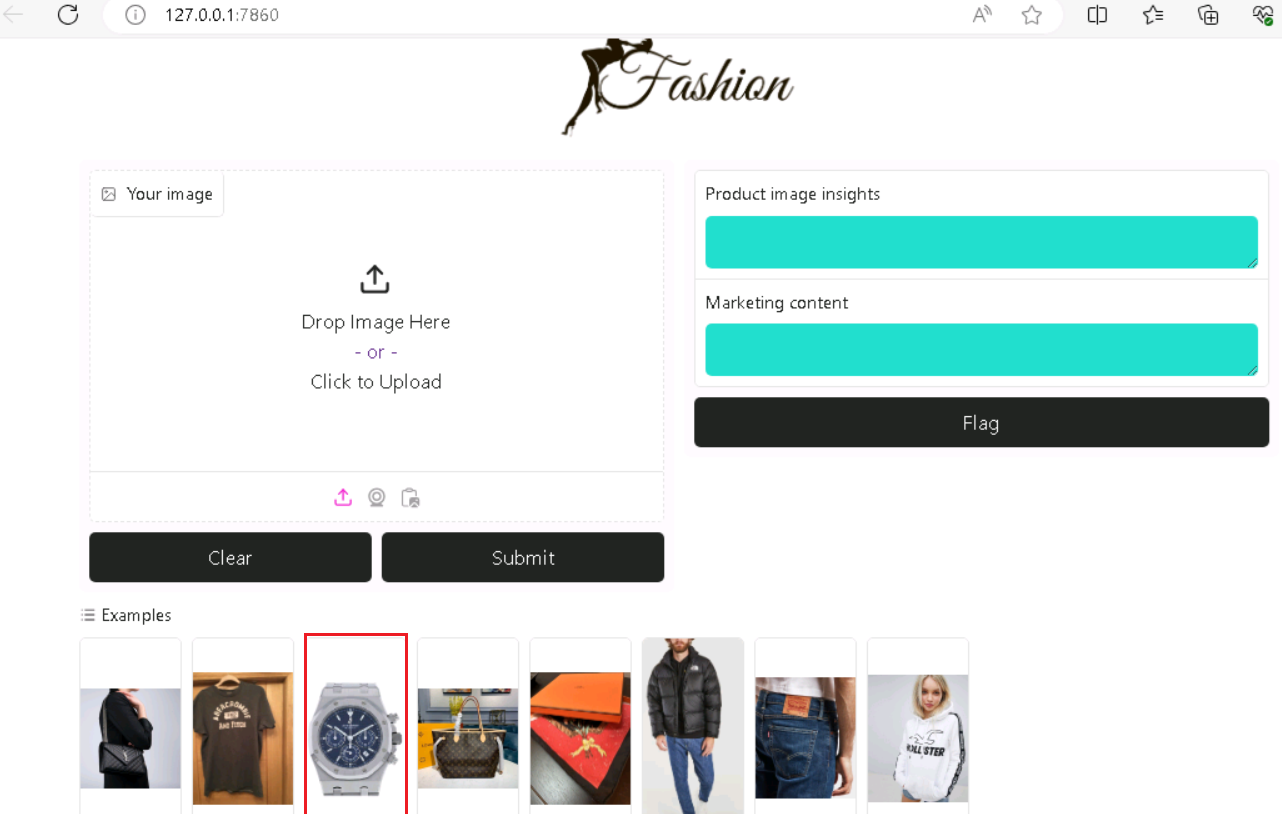 127.0.0.1:7860
Fashion
Your image
Drop Image Here
- or -
Click to Upload
Clear
Submit
Product image insights
Marketing content
Flag
Examples
ABERCROMBIE
AND FITCH
HOLLISTER